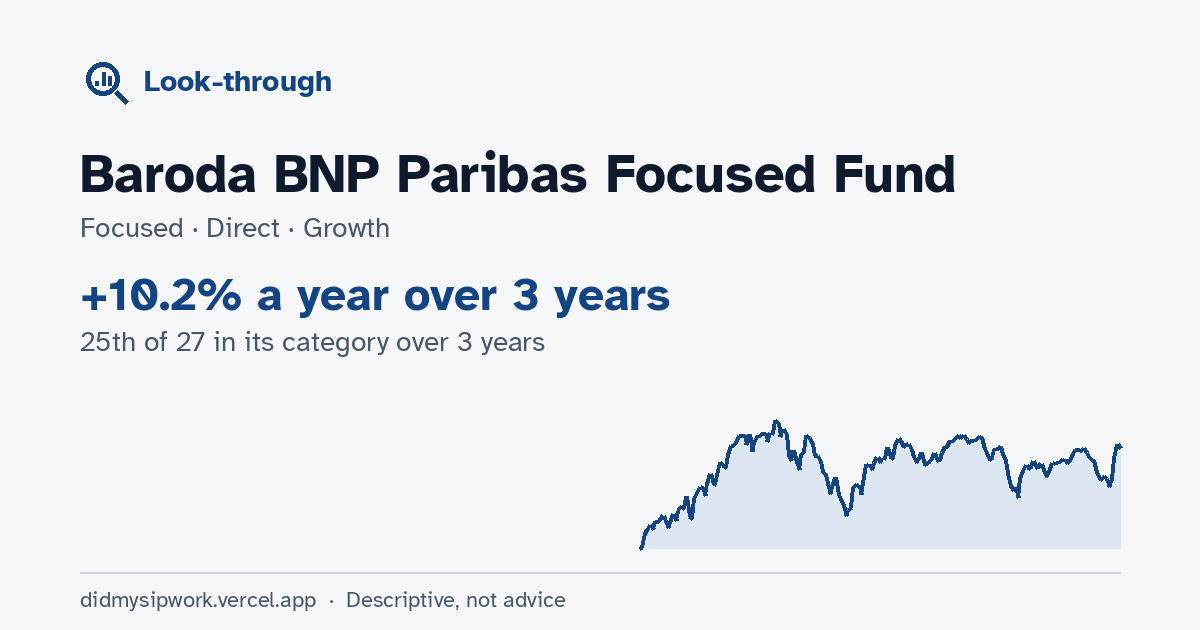 Look-through
Baroda BNP Paribas Focused Fund
Focused · Direct · Growth
+10.2% a year over 3 years
25th of 27 in its category over 3 years
didmysipwork.vercel.app · Descriptive, not advice